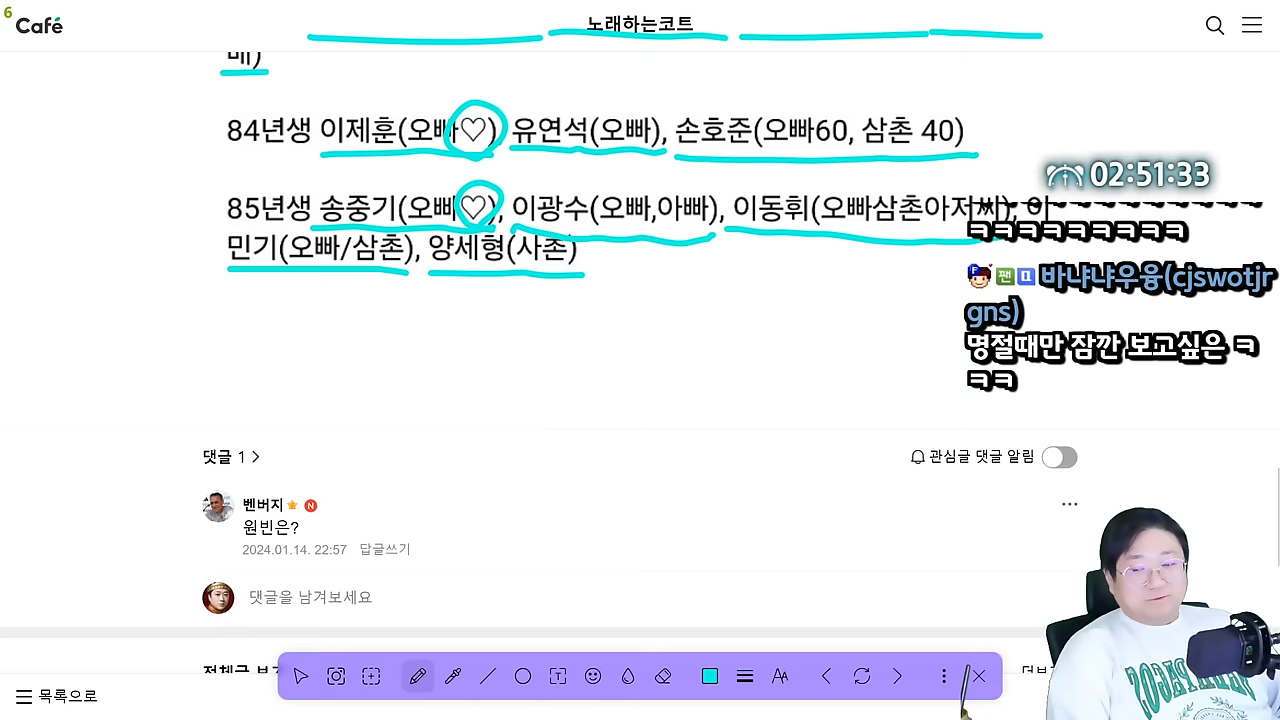 6
Café
노래하는코트
매)
84년생 이제훈(오빠♡), 유연석(오빠), 손호준(오빠60, 삼촌 40)
02:51:33
85년생 송중기(오빠♡), 이광수(오빠,아빠), 이동휘(오빠삼촌아저씨), 이
민기(오빠/삼촌), 양세형(사촌)
ㅋㅋㅋㅋㅋㅋㅋㅋㅋ
팬 바냐냐우융(cjswotjr
gns)
명절때만 잠깐 보고싶은 ㅋ
ㅋㅋ
댓글 1
관심글 댓글 알림
벤버지 N
원빈은?
2024.01.14. 22:57 답글쓰기
댓글을 남겨보세요
목록으로